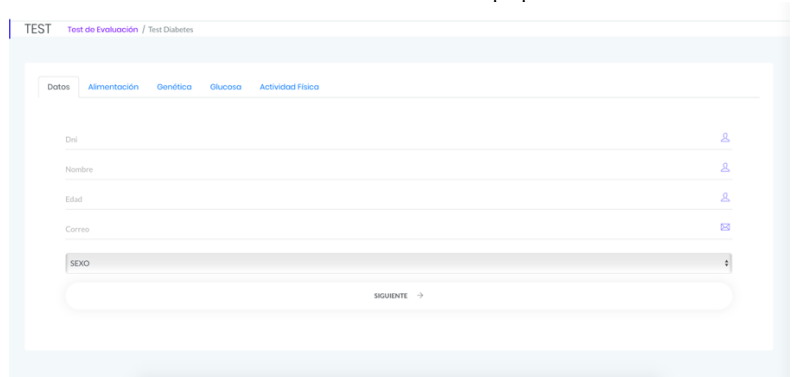 TEST Test de Evaluación / Test Diabetes
Datos Alimentación Genética Glucosa Actividad Física
Dni
Nombre
Edad
Correo
SEXO
SIGUIENTE →